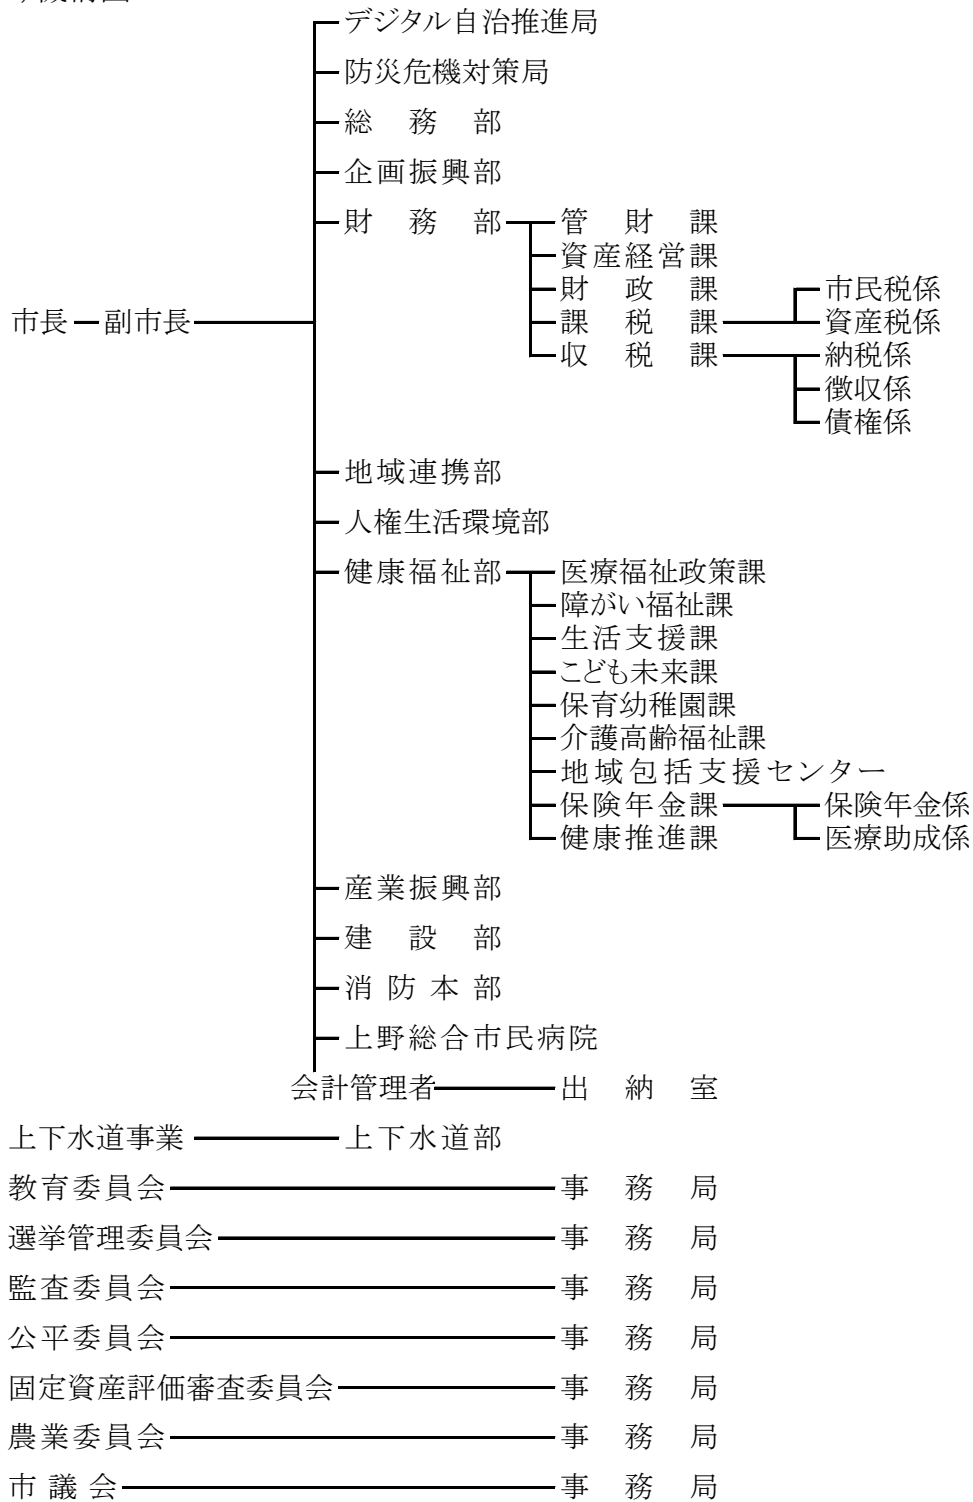 デジタル自治推進局
防災危機対策局
総務部
企画振興部
財務部 管財課
資産経営課
財政課 市民税係
市長 副市長 課税課 資産税係
収税課 納税係
徴収係
債権係
地域連携部
人権生活環境部
健康福祉部 医療福祉政策課
障がい福祉課
生活支援課
こども未来課
保育幼稚園課
介護高齢福祉課
地域包括支援センター
保険年金課 保険年金係
健康推進課 医療助成係
産業振興部
建設部
消防本部
上野総合市民病院
会計管理者 出納室
上下水道事業 上下水道部
教育委員会 事務局
選挙管理委員会 事務局
監査委員会 事務局
公平委員会 事務局
固定資産評価審査委員会 事務局
農業委員会 事務局
市議会 事務局